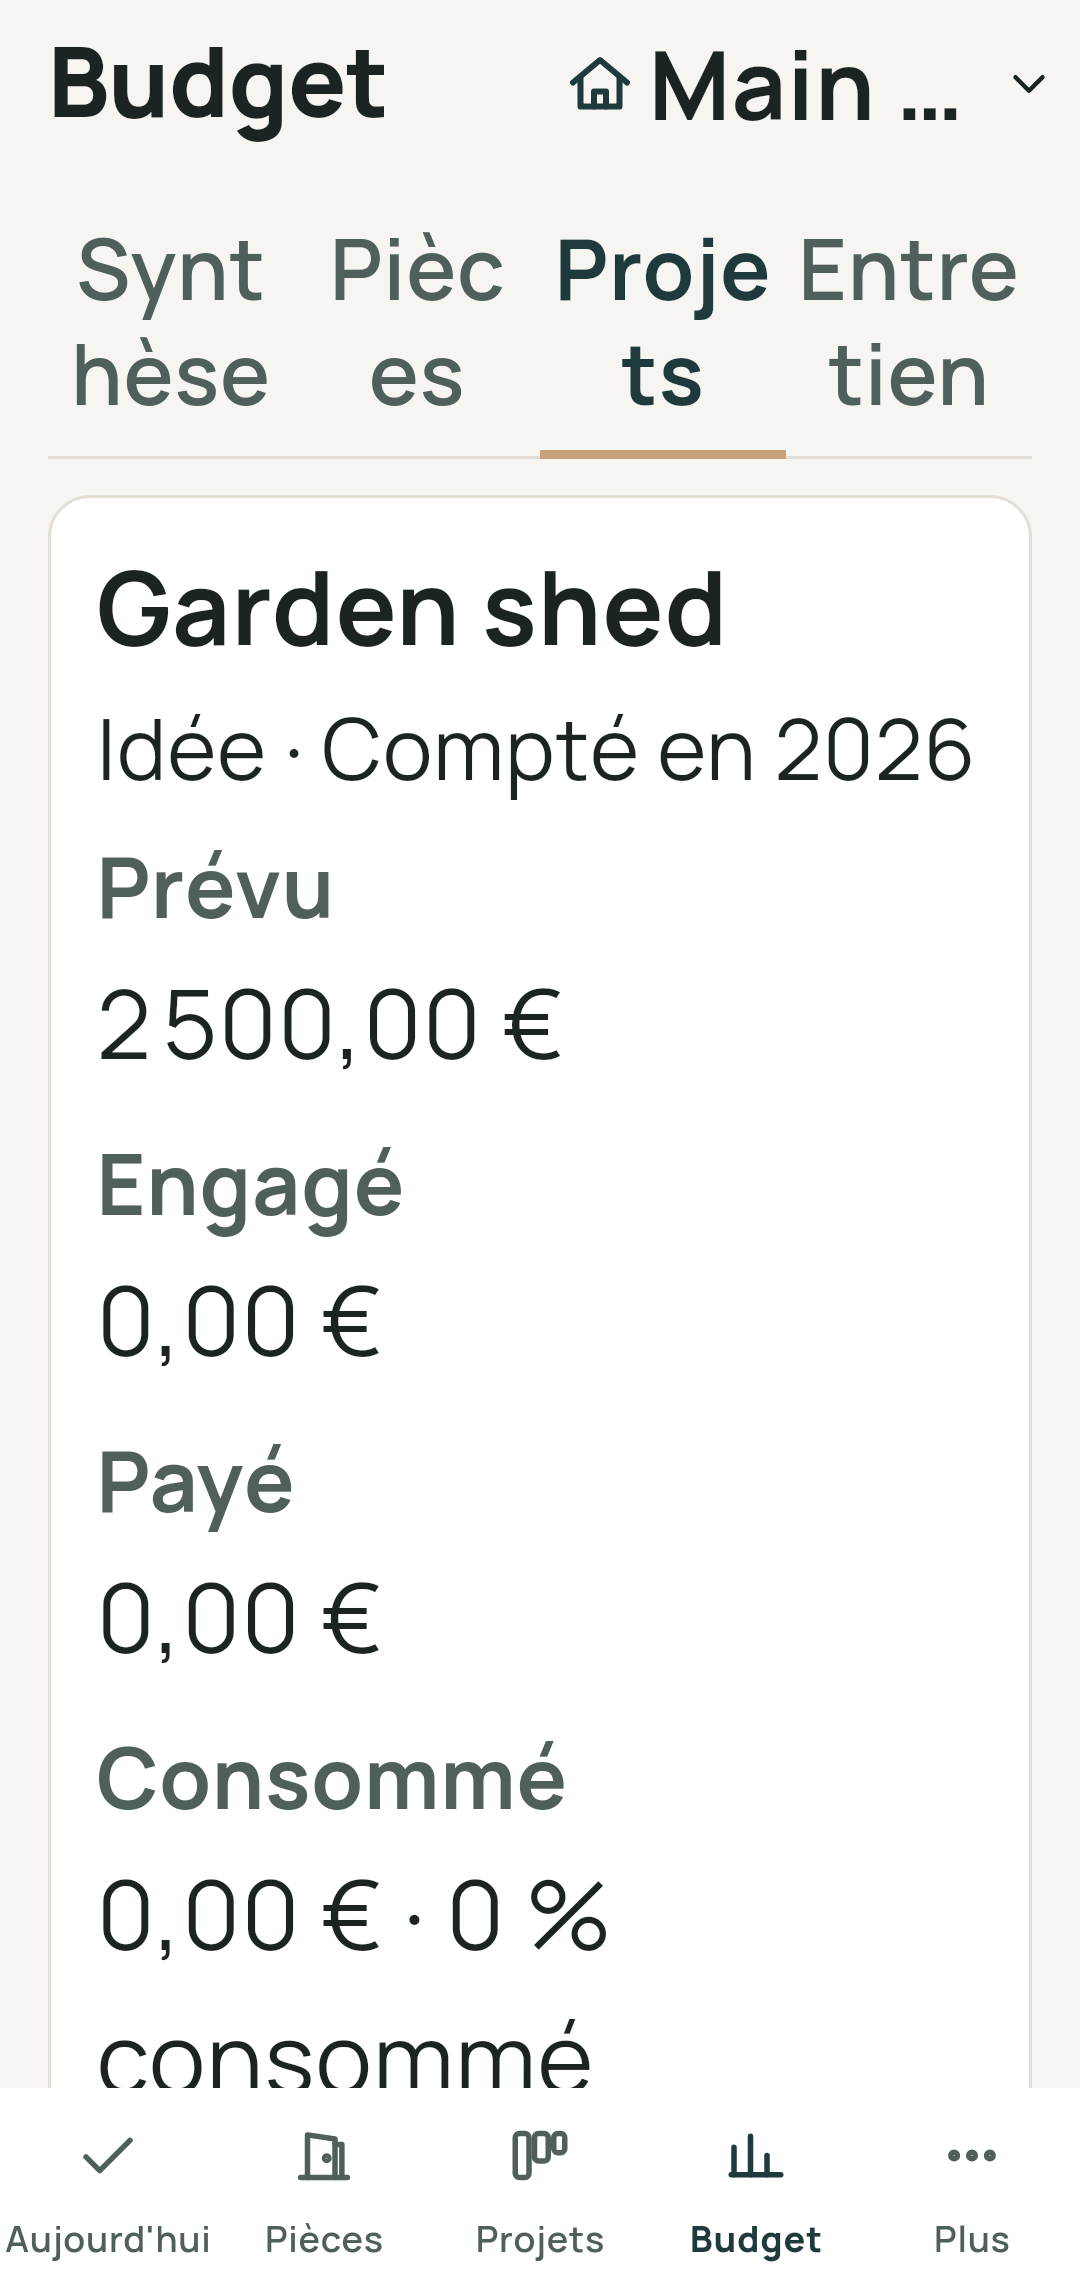 Budget
Main ...
Synt
hèse
Pièc
es
Proje
ts
Entre
tien
Garden shed
Idée · Compté en 2026
Prévu
2 500,00 €
Engagé
0,00 €
Payé
0,00 €
Consommé
0,00 € · 0 %
consommé
Aujourd'hui
Pièces
Projets
Budget
Plus